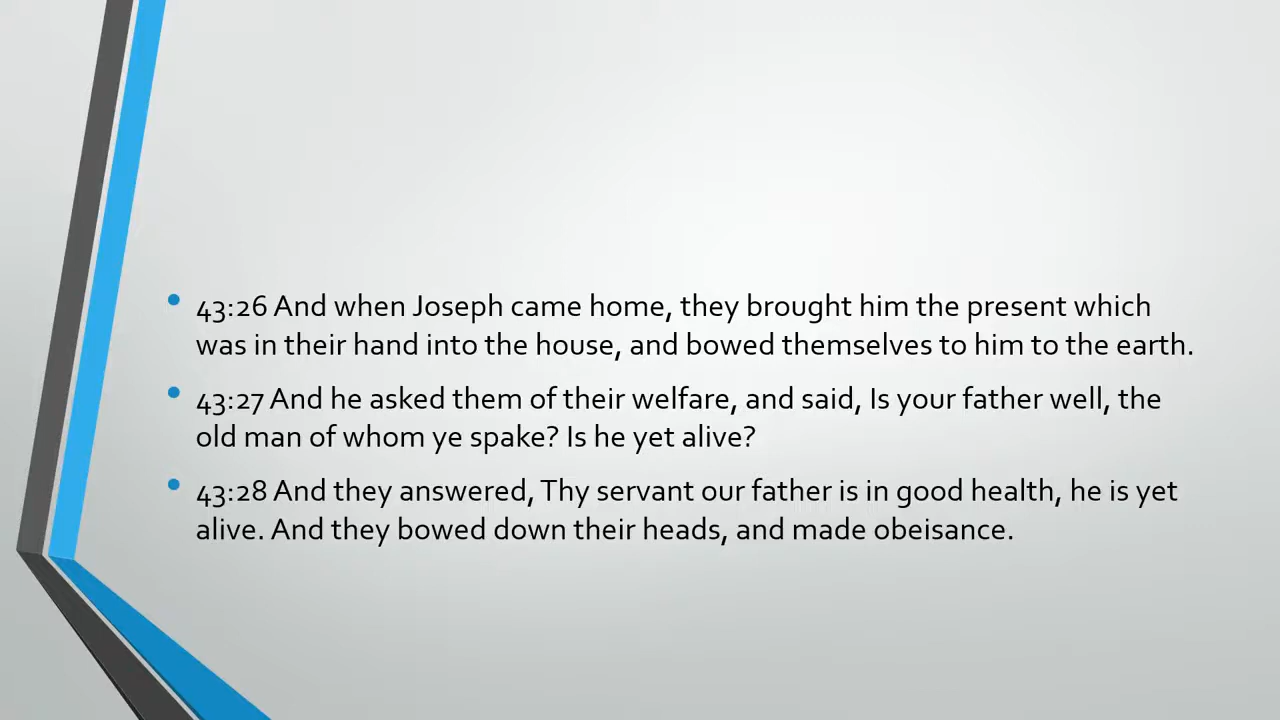 • 43:26 And when Joseph came home, they brought him the present which
was in their hand into the house, and bowed themselves to him to the earth.
• 43:27 And he asked them of their welfare, and said, Is your father well, the
old man of whom ye spake? Is he yet alive?
• 43:28 And they answered, Thy servant our father is in good health, he is yet
alive. And they bowed down their heads, and made obeisance.